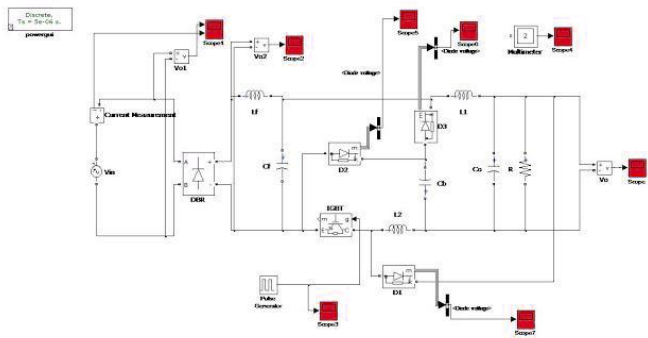 Discrete,
Ts = 5e-06 s.
powergui
Scope1
Vo1
Vo2
Scope2
Scope5
Scope6
<Diode voltage>
<Diode voltage>
2
Multimeter
Scope4
Current Measurement
Lf
L1
D3
D2
Cf
Cb
Co
R
Vo
Scope
Vin
A
B
DBR
IGBT
m
g
E
C
L2
D1
Pulse
Generator
Scope3
<Diode voltage>
Scope7